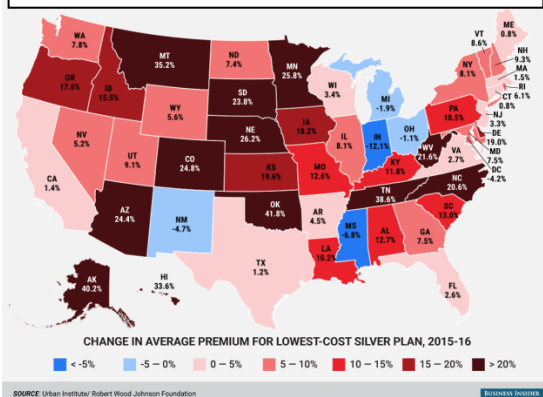 WA
7.8%
OR
17.6%
CA
1.4%
ID
15.5%
NV
5.2%
MT
35.2%
WY
5.6%
UT
9.1%
AZ
24.4%
CO
24.8%
NM
-4.7%
ND
7.4%
SD
23.8%
NE
26.2%
KS
19.6%
OK
41.8%
TX
1.2%
MN
25.8%
IA
18.2%
MO
12.6%
AR
4.5%
LA
10.2%
WI
3.4%
IL
8.1%
MI
-1.9%
IN
-12.1%
OH
-1.1%
KY
11.8%
TN
38.6%
MS
-6.8%
AL
12.7%
GA
7.5%
FL
2.6%
SC
13.0%
NC
20.6%
VA
2.7%
WV
21.6%
PA
10.5%
NY
8.1%
VT
8.6%
ME
0.8%
NH
9.3%
MA
1.5%
RI
6.1%
CT
0.8%
NJ
3.3%
DE
19.0%
MD
7.5%
DC
-4.2%
AK
40.2%
HI
33.6%
CHANGE IN AVERAGE PREMIUM FOR LOWEST-COST SILVER PLAN, 2015-16
< -5% -5 — 0% 0 — 5% 5 — 10% 10 — 15% 15 — 20% > 20%
SOURCE: Urban Institute/ Robert Wood Johnson Foundation
BUSINESS INSIDER